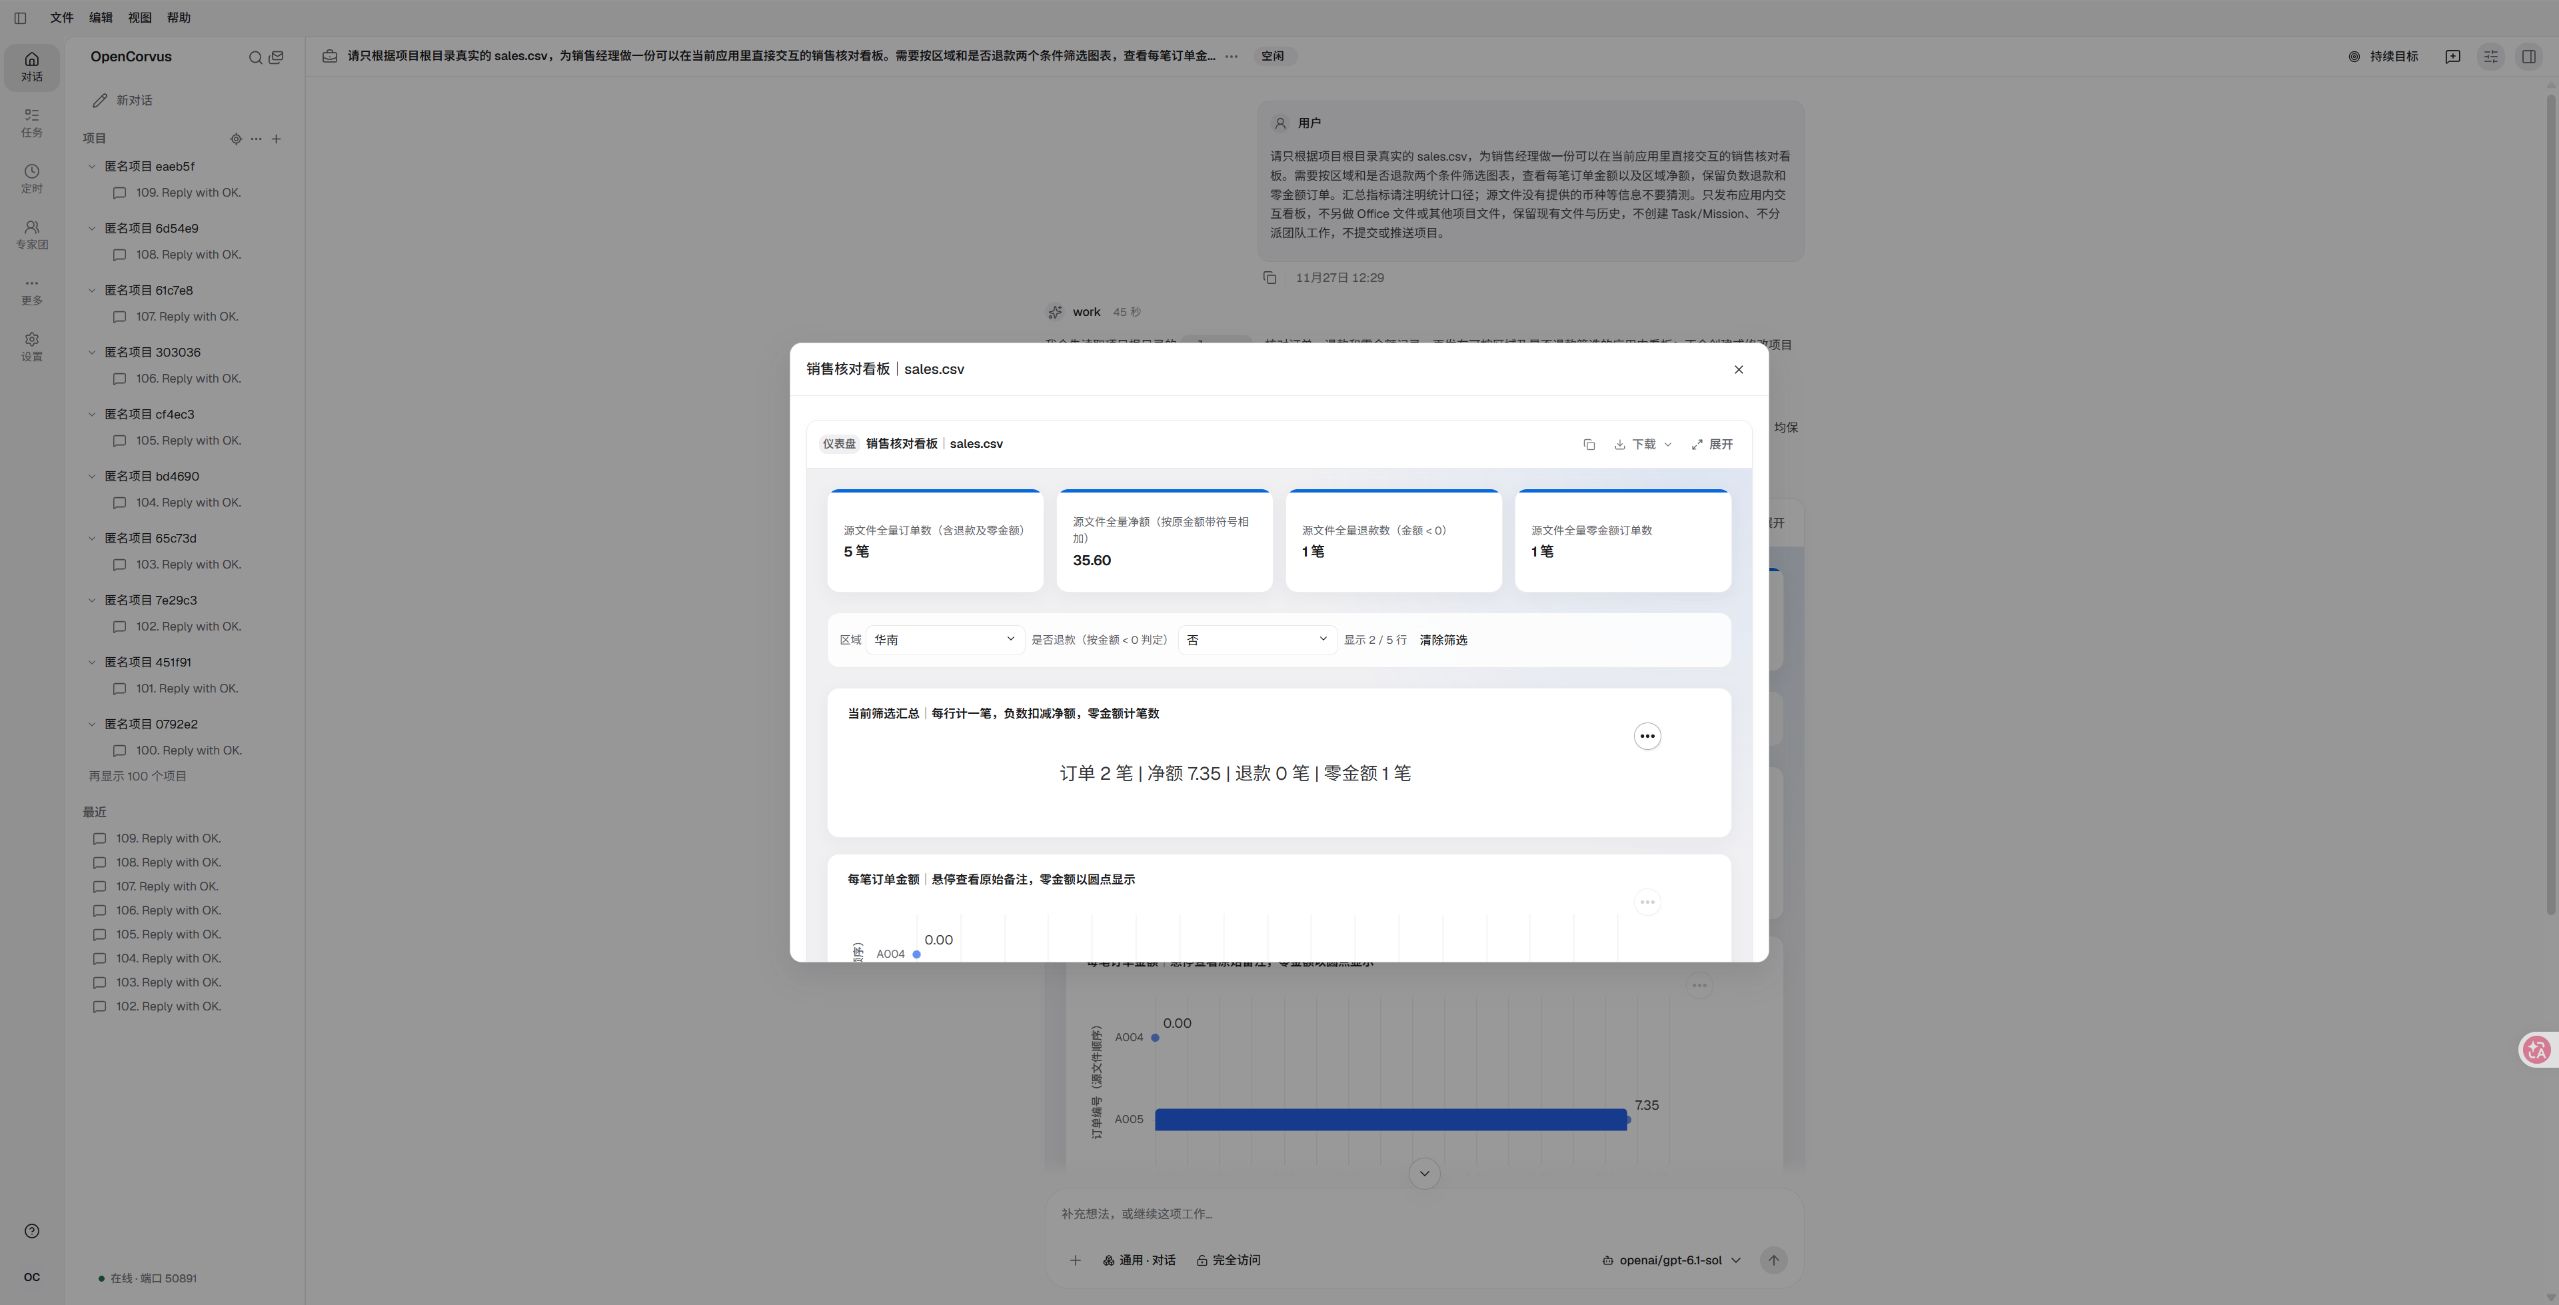 文件 编辑 视图 帮助
对话
任务
定时
专家团
更多
设置
OC
OpenCorvus
新对话
项目
匿名项目 eaeb5f
109. Reply with OK.
匿名项目 6d54e9
108. Reply with OK.
匿名项目 61c7e8
107. Reply with OK.
匿名项目 303036
106. Reply with OK.
匿名项目 cf4ec3
105. Reply with OK.
匿名项目 bd4690
104. Reply with OK.
匿名项目 65c73d
103. Reply with OK.
匿名项目 7e29c3
102. Reply with OK.
匿名项目 451f91
101. Reply with OK.
匿名项目 0792e2
100. Reply with OK.
再显示 100 个项目
最近
109. Reply with OK.
108. Reply with OK.
107. Reply with OK.
106. Reply with OK.
105. Reply with OK.
104. Reply with OK.
103. Reply with OK.
102. Reply with OK.
在线 · 端口 50891
请只根据项目根目录真实的 sales.csv，为销售经理做一份可以在当前应用里直接交互的销售核对看板。需要按区域和是否退款两个条件筛选图表，查看每笔订单金... ··· 空闲
持续目标
用户
请只根据项目根目录真实的 sales.csv，为销售经理做一份可以在当前应用里直接交互的销售核对看
板。需要按区域和是否退款两个条件筛选图表，查看每笔订单金额以及区域净额，保留负数退款和
零金额订单。汇总指标请注明统计口径；源文件没有提供的币种等信息不要猜测。只发布应用内交
互看板，不另做 Office 文件或其他项目文件，保留现有文件与历史，不创建 Task/Mission、不分
派团队工作，不提交或推送项目。
11月27日 12:29
work 45 秒
项目
均保
展开
销售核对看板｜sales.csv
仪表盘 销售核对看板｜sales.csv 下载 展开
源文件全量订单数（含退款及零金额）
5 笔
源文件全量净额（按原金额带符号相
加）
35.60
源文件全量退款数（金额 < 0）
1 笔
源文件全量零金额订单数
1 笔
区域 华南 是否退款（按金额 < 0 判定） 否 显示 2 / 5 行 清除筛选
当前筛选汇总｜每行计一笔，负数扣减净额，零金额计笔数
订单 2 笔 | 净额 7.35 | 退款 0 笔 | 零金额 1 笔
每笔订单金额｜悬停查看原始备注，零金额以圆点显示
顺序）
0.00
A004
每笔订单金额｜悬停查看原始备注，零金额以圆点显示
订单编号（源文件顺序）
0.00
A004
7.35
A005
补充想法，或继续这项工作...
通用 · 对话 完全访问 openai/gpt-6.1-sol